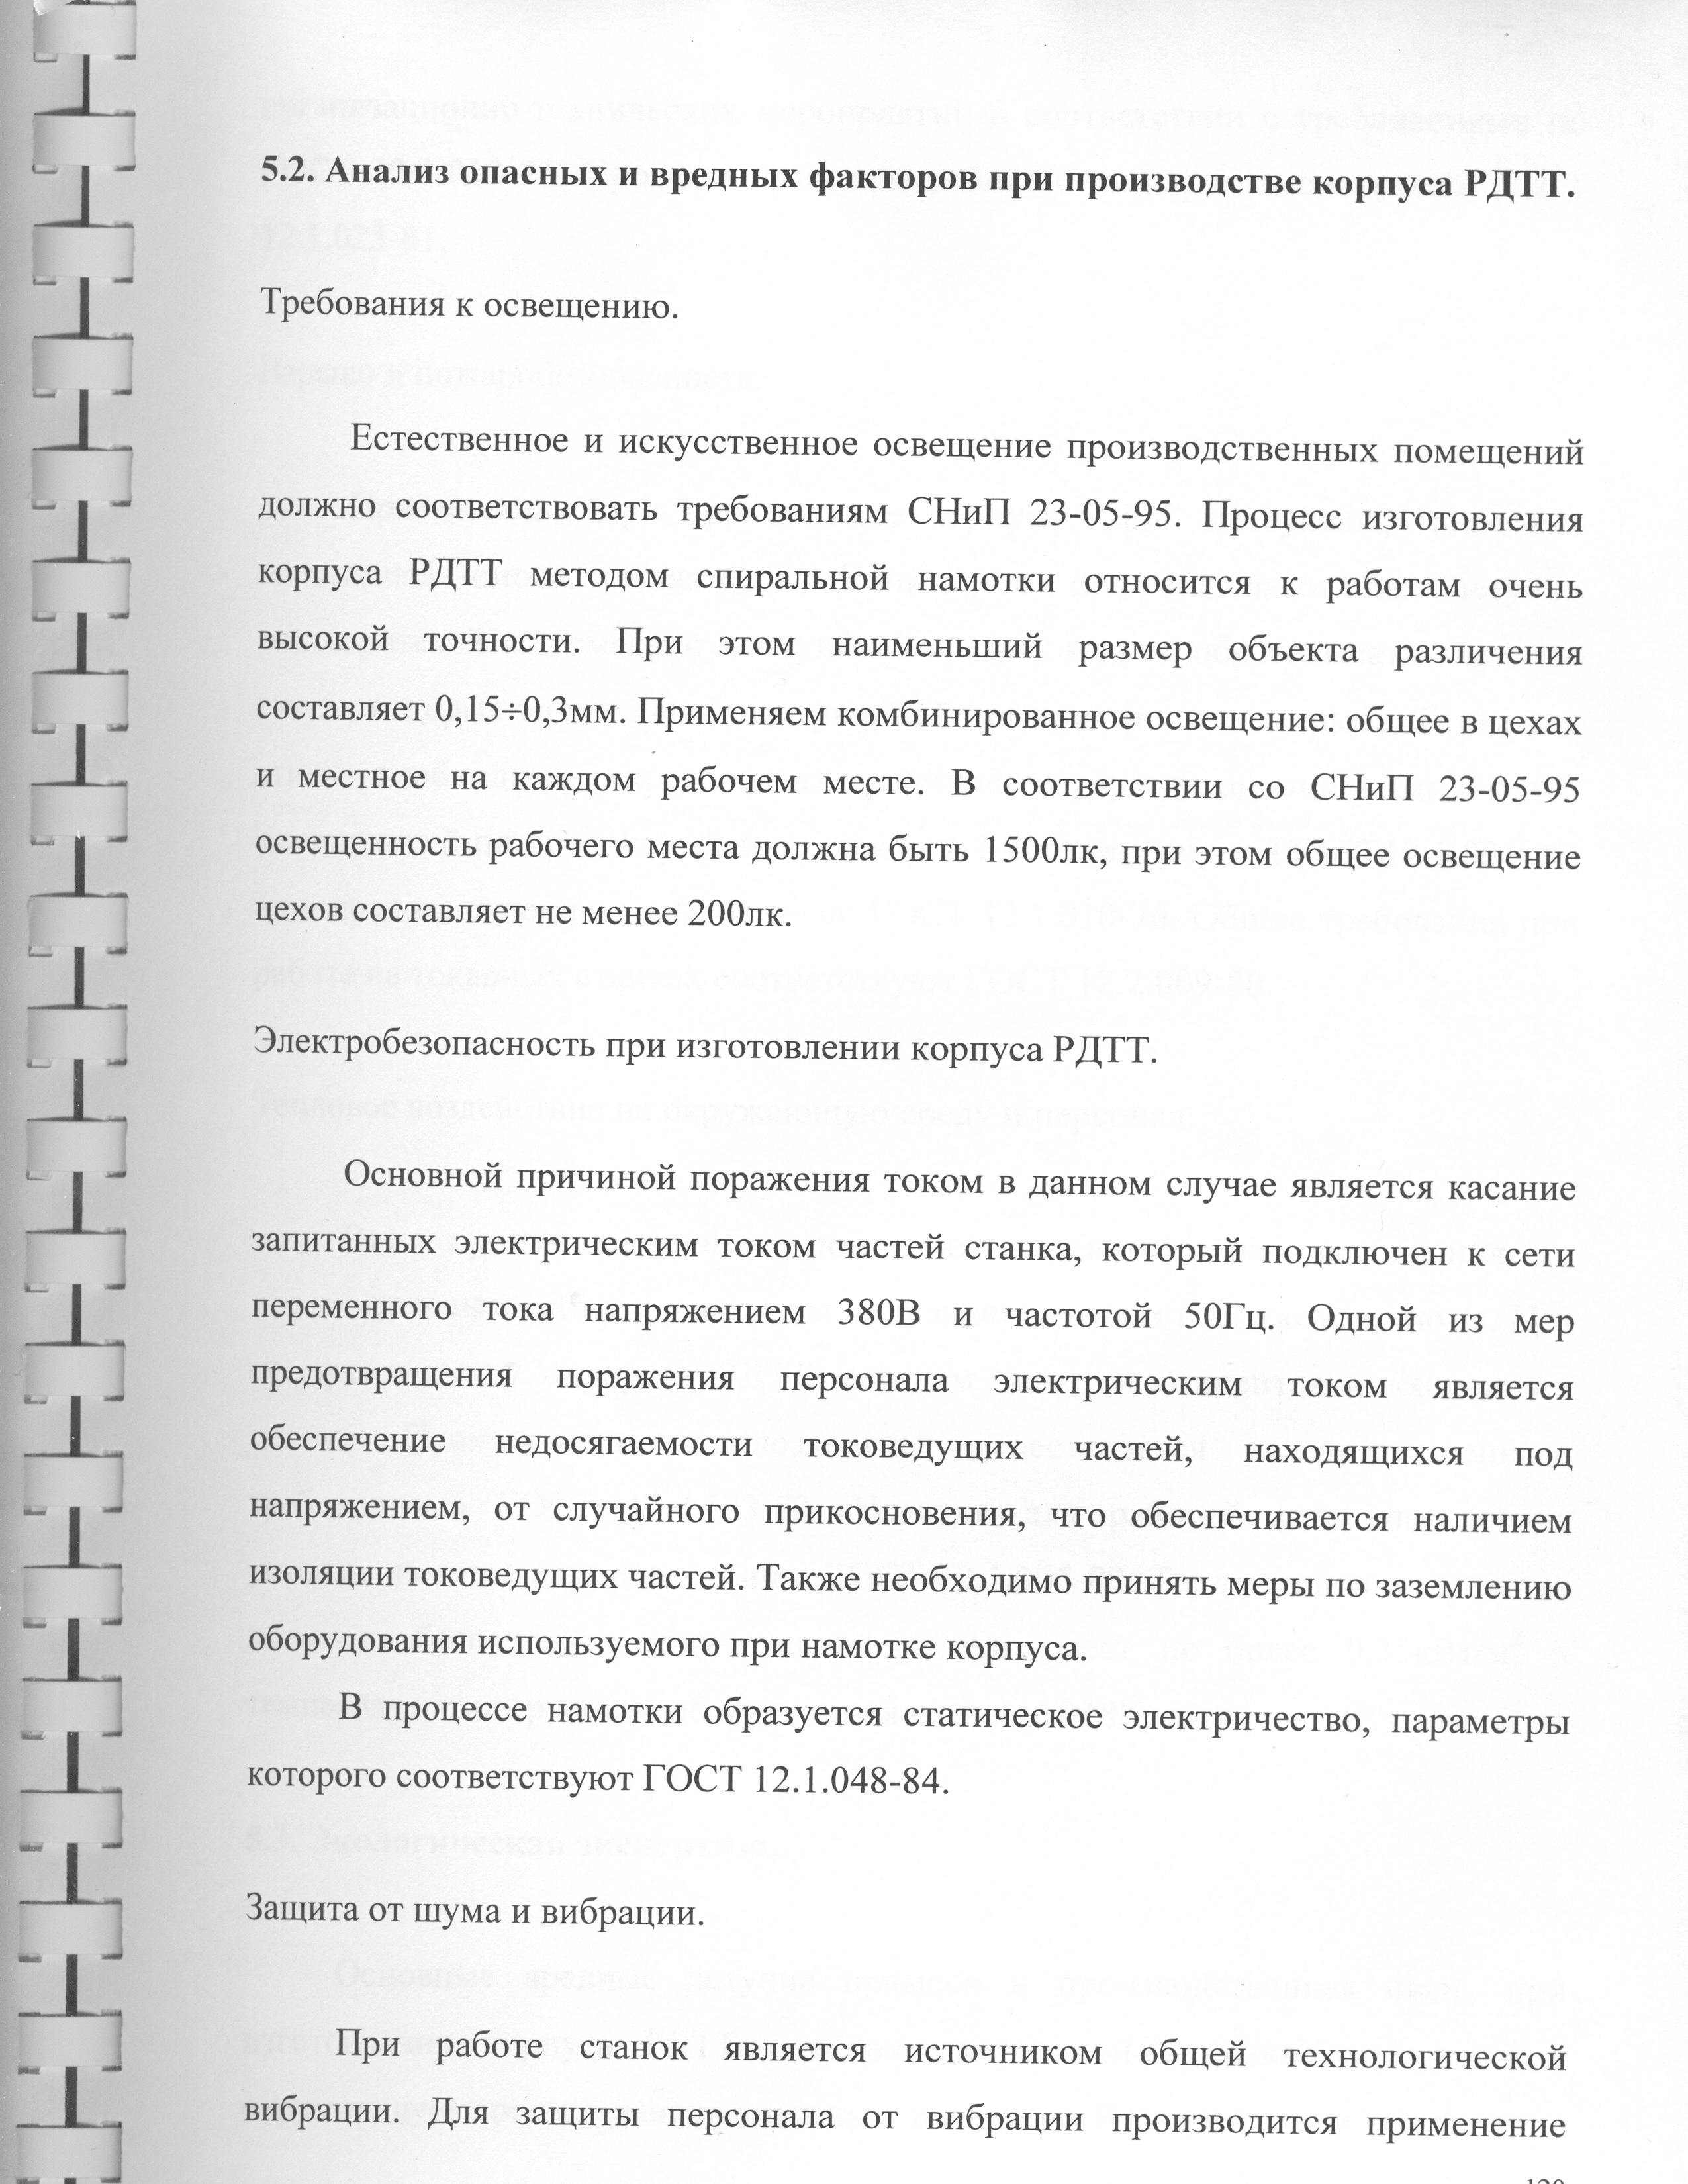 5.2. Анализ опасных и вредных факторов при производстве корпуса РДТТ.
Требования к освещению.
Естественное и искусственное освещение производственных помещений
должно соответствовать требованиям СНиП 23-05-95. Процесс изготовления
корпуса РДТТ методом спиральной намотки относится к работам очень
высокой точности. При этом наименьший размер объекта различения
составляет 0,15÷0,3мм. Применяем комбинированное освещение: общее в цехах
и местное на каждом рабочем месте. В соответствии со СНиП 23-05-95
освещенность рабочего места должна быть 1500лк, при этом общее освещение
цехов составляет не менее 200лк.
Электробезопасность при изготовлении корпуса РДТТ.
Основной причиной поражения током в данном случае является касание
запитанных электрическим током частей станка, который подключен к сети
переменного тока напряжением 380В и частотой 50Гц. Одной из мер
предотвращения поражения персонала электрическим током является
обеспечение недосягаемости токоведущих частей, находящихся под
напряжением, от случайного прикосновения, что обеспечивается наличием
изоляции токоведущих частей. Также необходимо принять меры по заземлению
оборудования используемого при намотке корпуса.
В процессе намотки образуется статическое электричество, параметры
которого соответствуют ГОСТ 12.1.048-84.
Защита от шума и вибрации.
При работе станок является источником общей технологической
вибрации. Для защиты персонала от вибрации производится применение